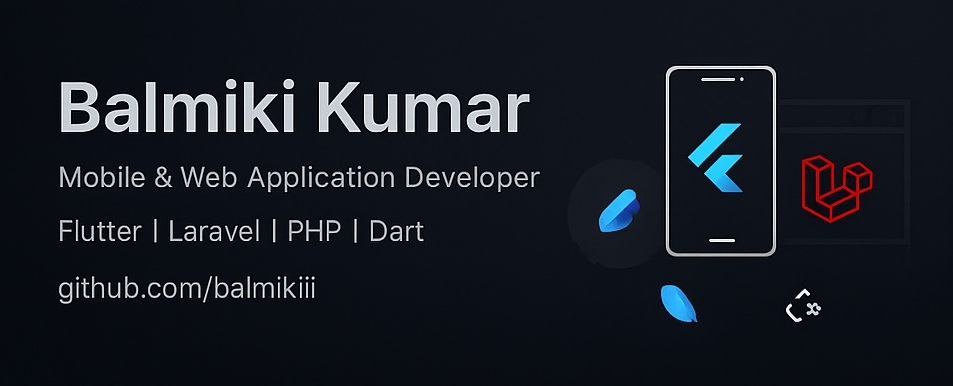 Balmiki Kumar
Mobile & Web Application Developer
Flutter | Laravel | PHP | Dart
github.com/balmikiii